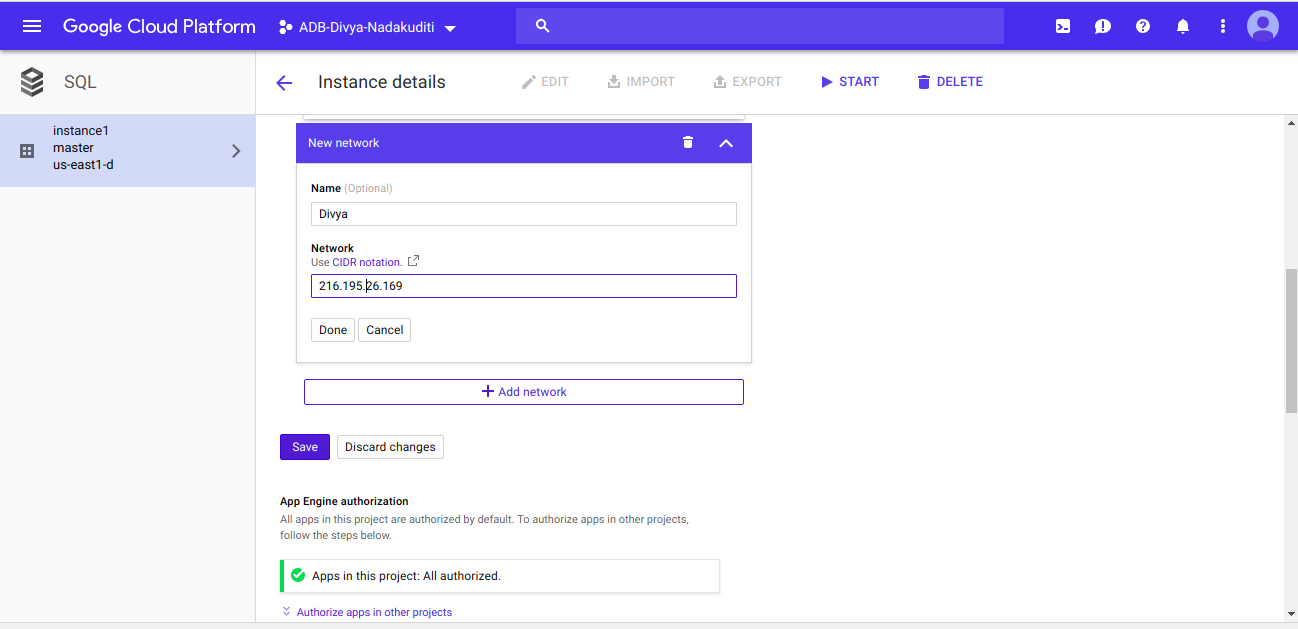 Google Cloud Platform
ADB-Divya-Nadakuditi
SQL
Instance details
EDIT
IMPORT
EXPORT
START
DELETE
instance1
master
us-east1-d
New network
Name (Optional)
Divya
Network
Use CIDR notation.
216.195.26.169
Done
Cancel
Add network
Save
Discard changes
App Engine authorization
All apps in this project are authorized by default. To authorize apps in other projects,
follow the steps below.
Apps in this project: All authorized.
Authorize apps in other projects